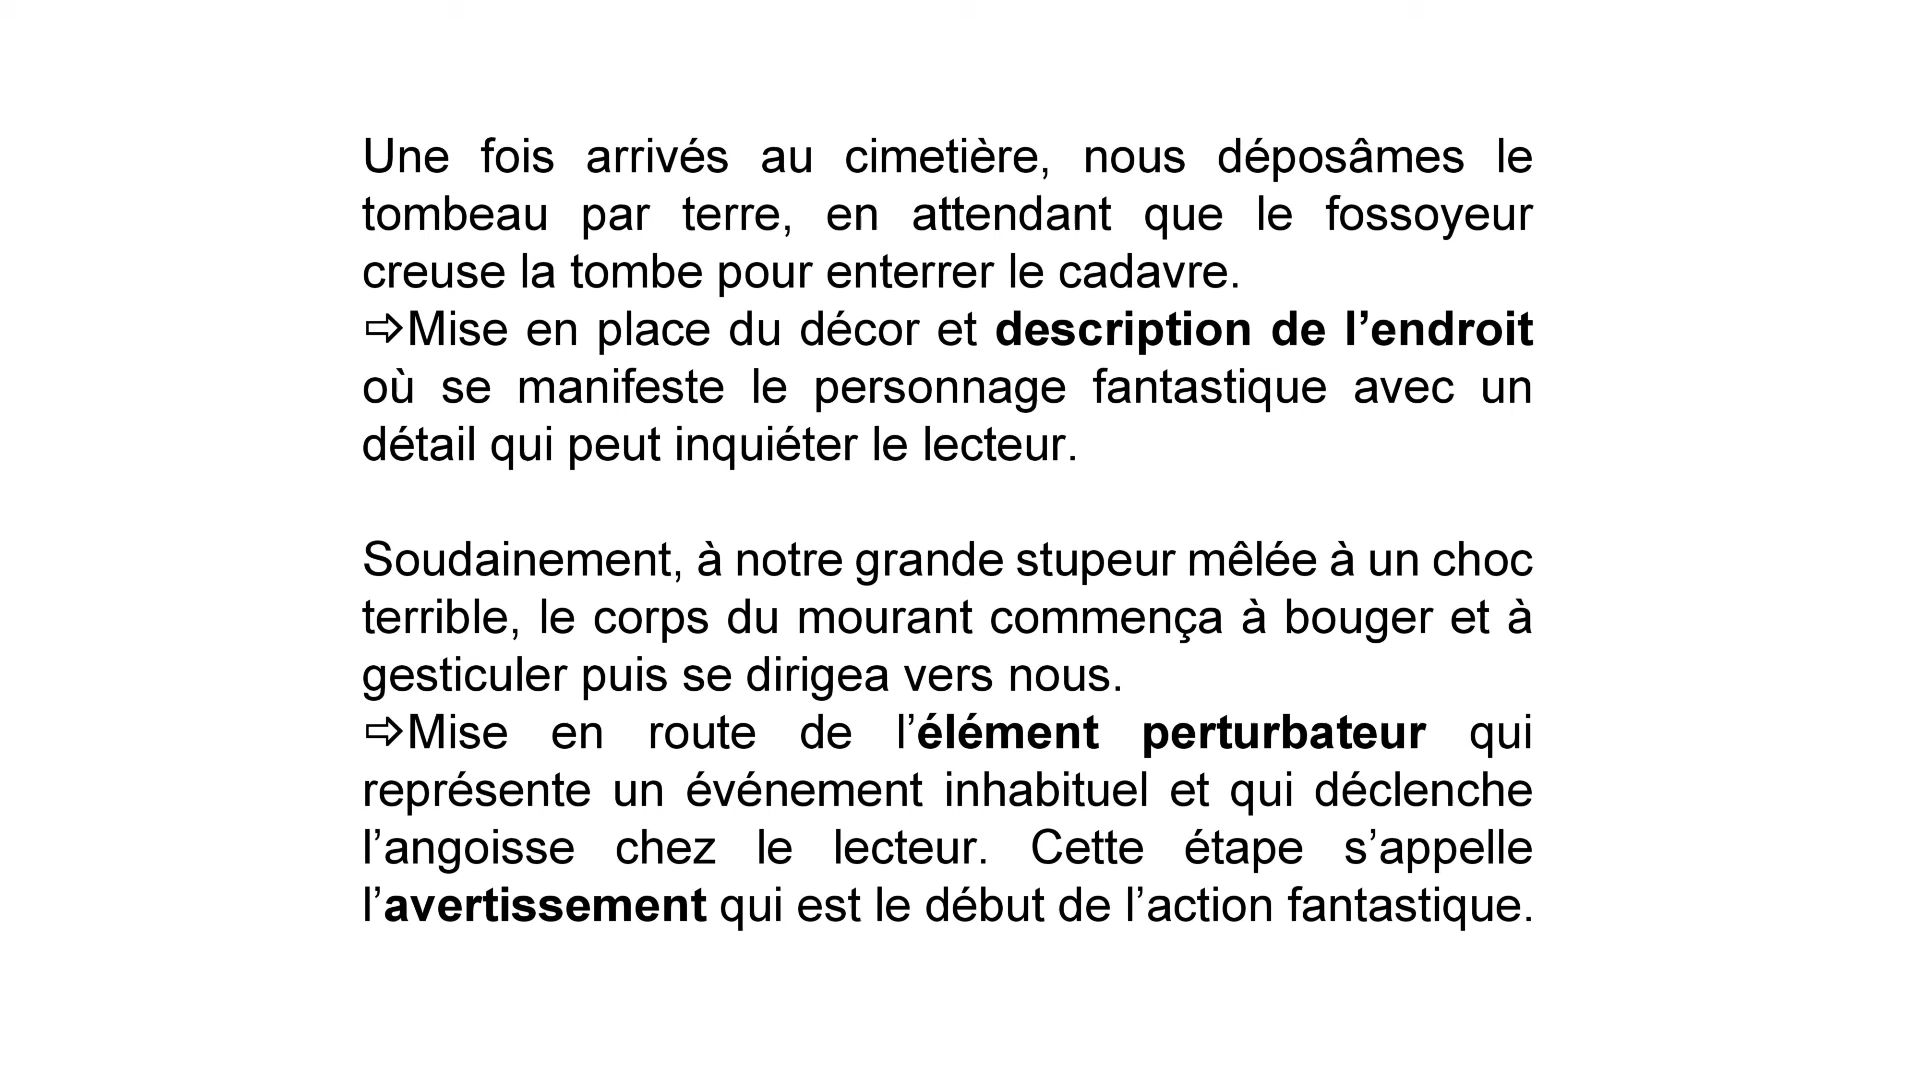 Une fois arrivés au cimetière, nous déposâmes le
tombeau par terre, en attendant que le fossoyeur
creuse la tombe pour enterrer le cadavre.
⇨Mise en place du décor et description de l’endroit
où se manifeste le personnage fantastique avec un
détail qui peut inquiéter le lecteur.
Soudainement, à notre grande stupeur mêlée à un choc
terrible, le corps du mourant commença à bouger et à
gesticuler puis se dirigea vers nous.
⇨Mise en route de l’élément perturbateur qui
représente un événement inhabituel et qui déclenche
l’angoisse chez le lecteur. Cette étape s’appelle
l’avertissement qui est le début de l’action fantastique.